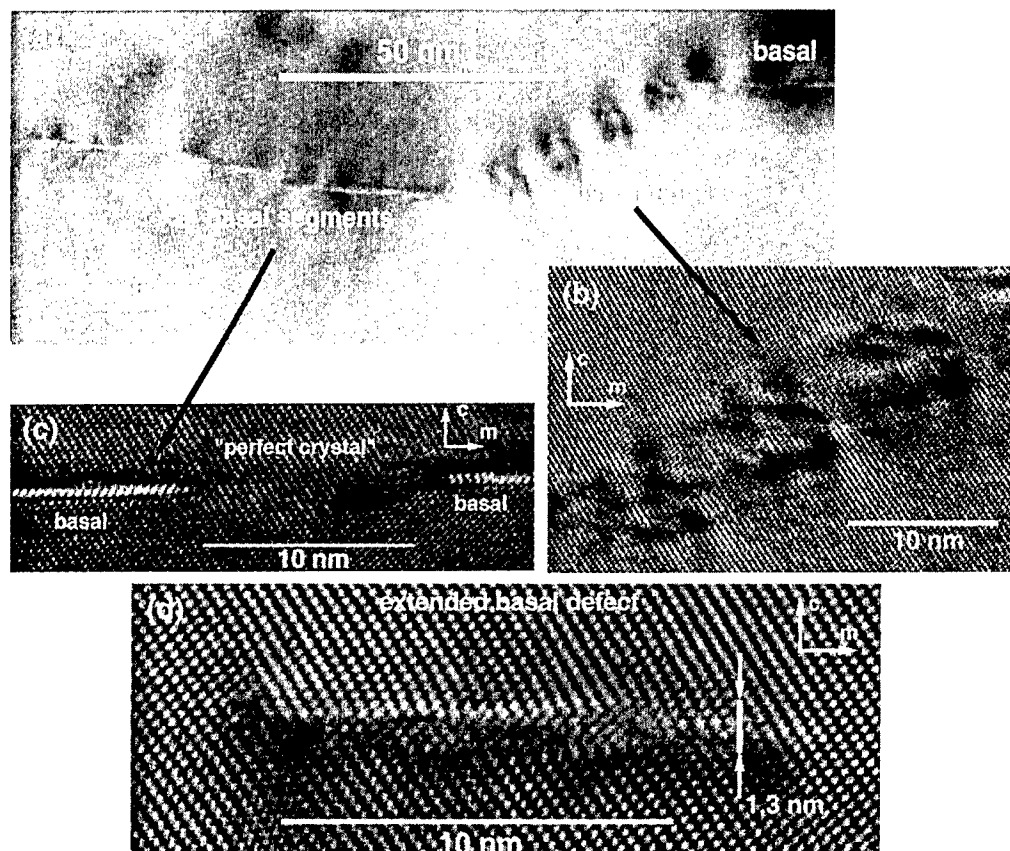 50 nm
basal
basal segments
(b)
c
m
10 nm
(c)
"perfect crystal"
c
m
basal
basal
10 nm
(d)
extended basal defect
c
m
1.3 nm
10 nm